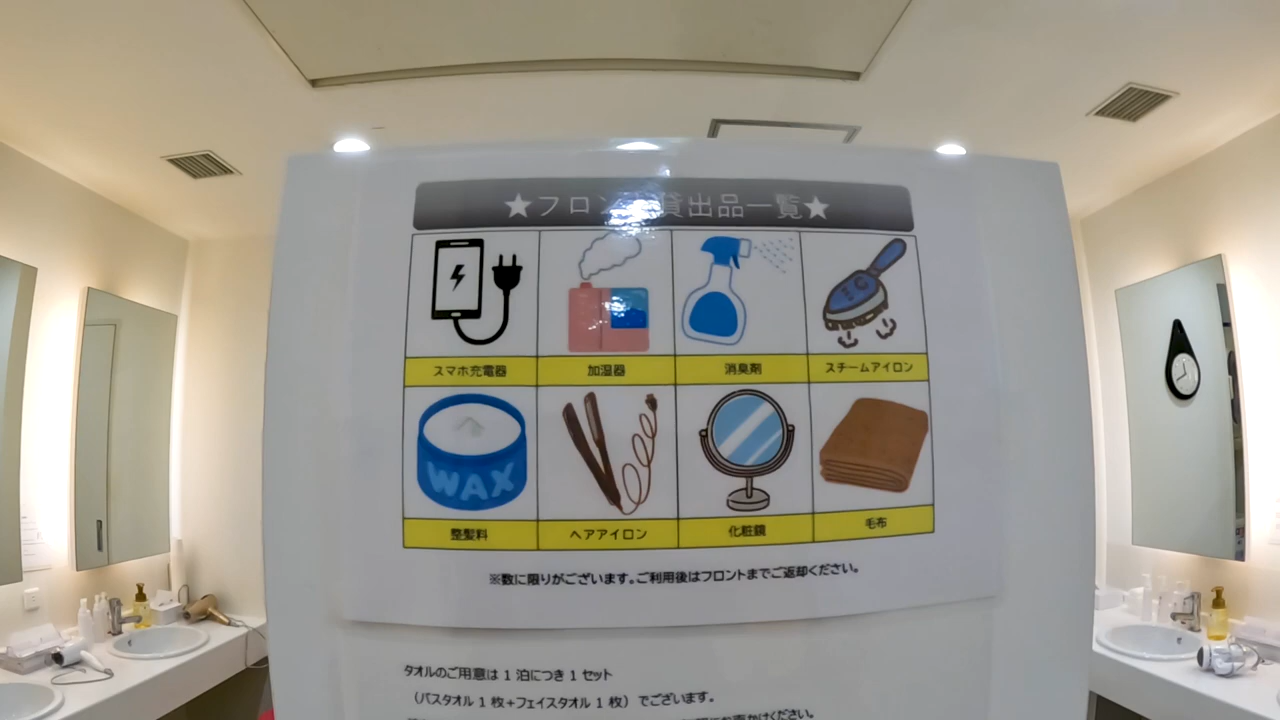 ★フロント貸出品一覧★
スマホ充電器
加湿器
消臭剤
スチームアイロン
WAX
整髪料
ヘアアイロン
化粧鏡
毛布
※数に限りがございます。ご利用後はフロントまでご返却ください。
タオルのご用意は 1 泊につき 1 セット
（バスタオル 1 枚+フェイスタオル 1 枚）でございます。